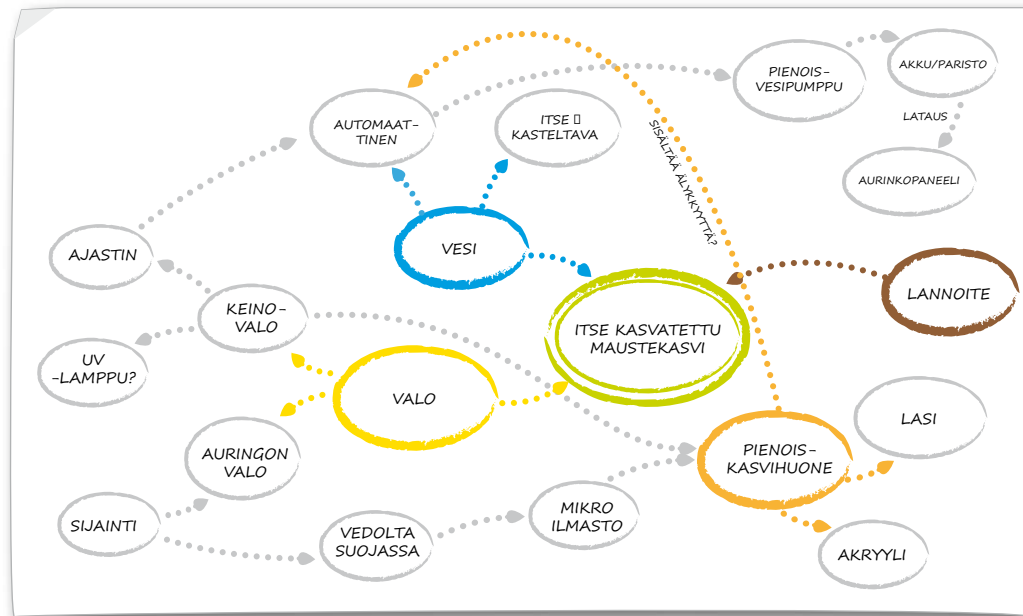 AKKU/PARISTO
PIENOIS-
VESIPUMPPU
LATAUS
AUTOMAAT-
TINEN
ITSE
KASTELTAVA
SISÄLTÄÄ ÄLYKKYYTTÄ?
AURINKOPANEELI
AJASTIN
VESI
LANNOITE
KEINO-
VALO
ITSE KASVATETTU
MAUSTEKASVI
UV
-LAMPPU?
VALO
LASI
AURINGON
VALO
PIENOIS-
KASVIHUONE
SIJAINTI
VEDOLTA
SUOJASSA
MIKRO
ILMASTO
AKRYYLI